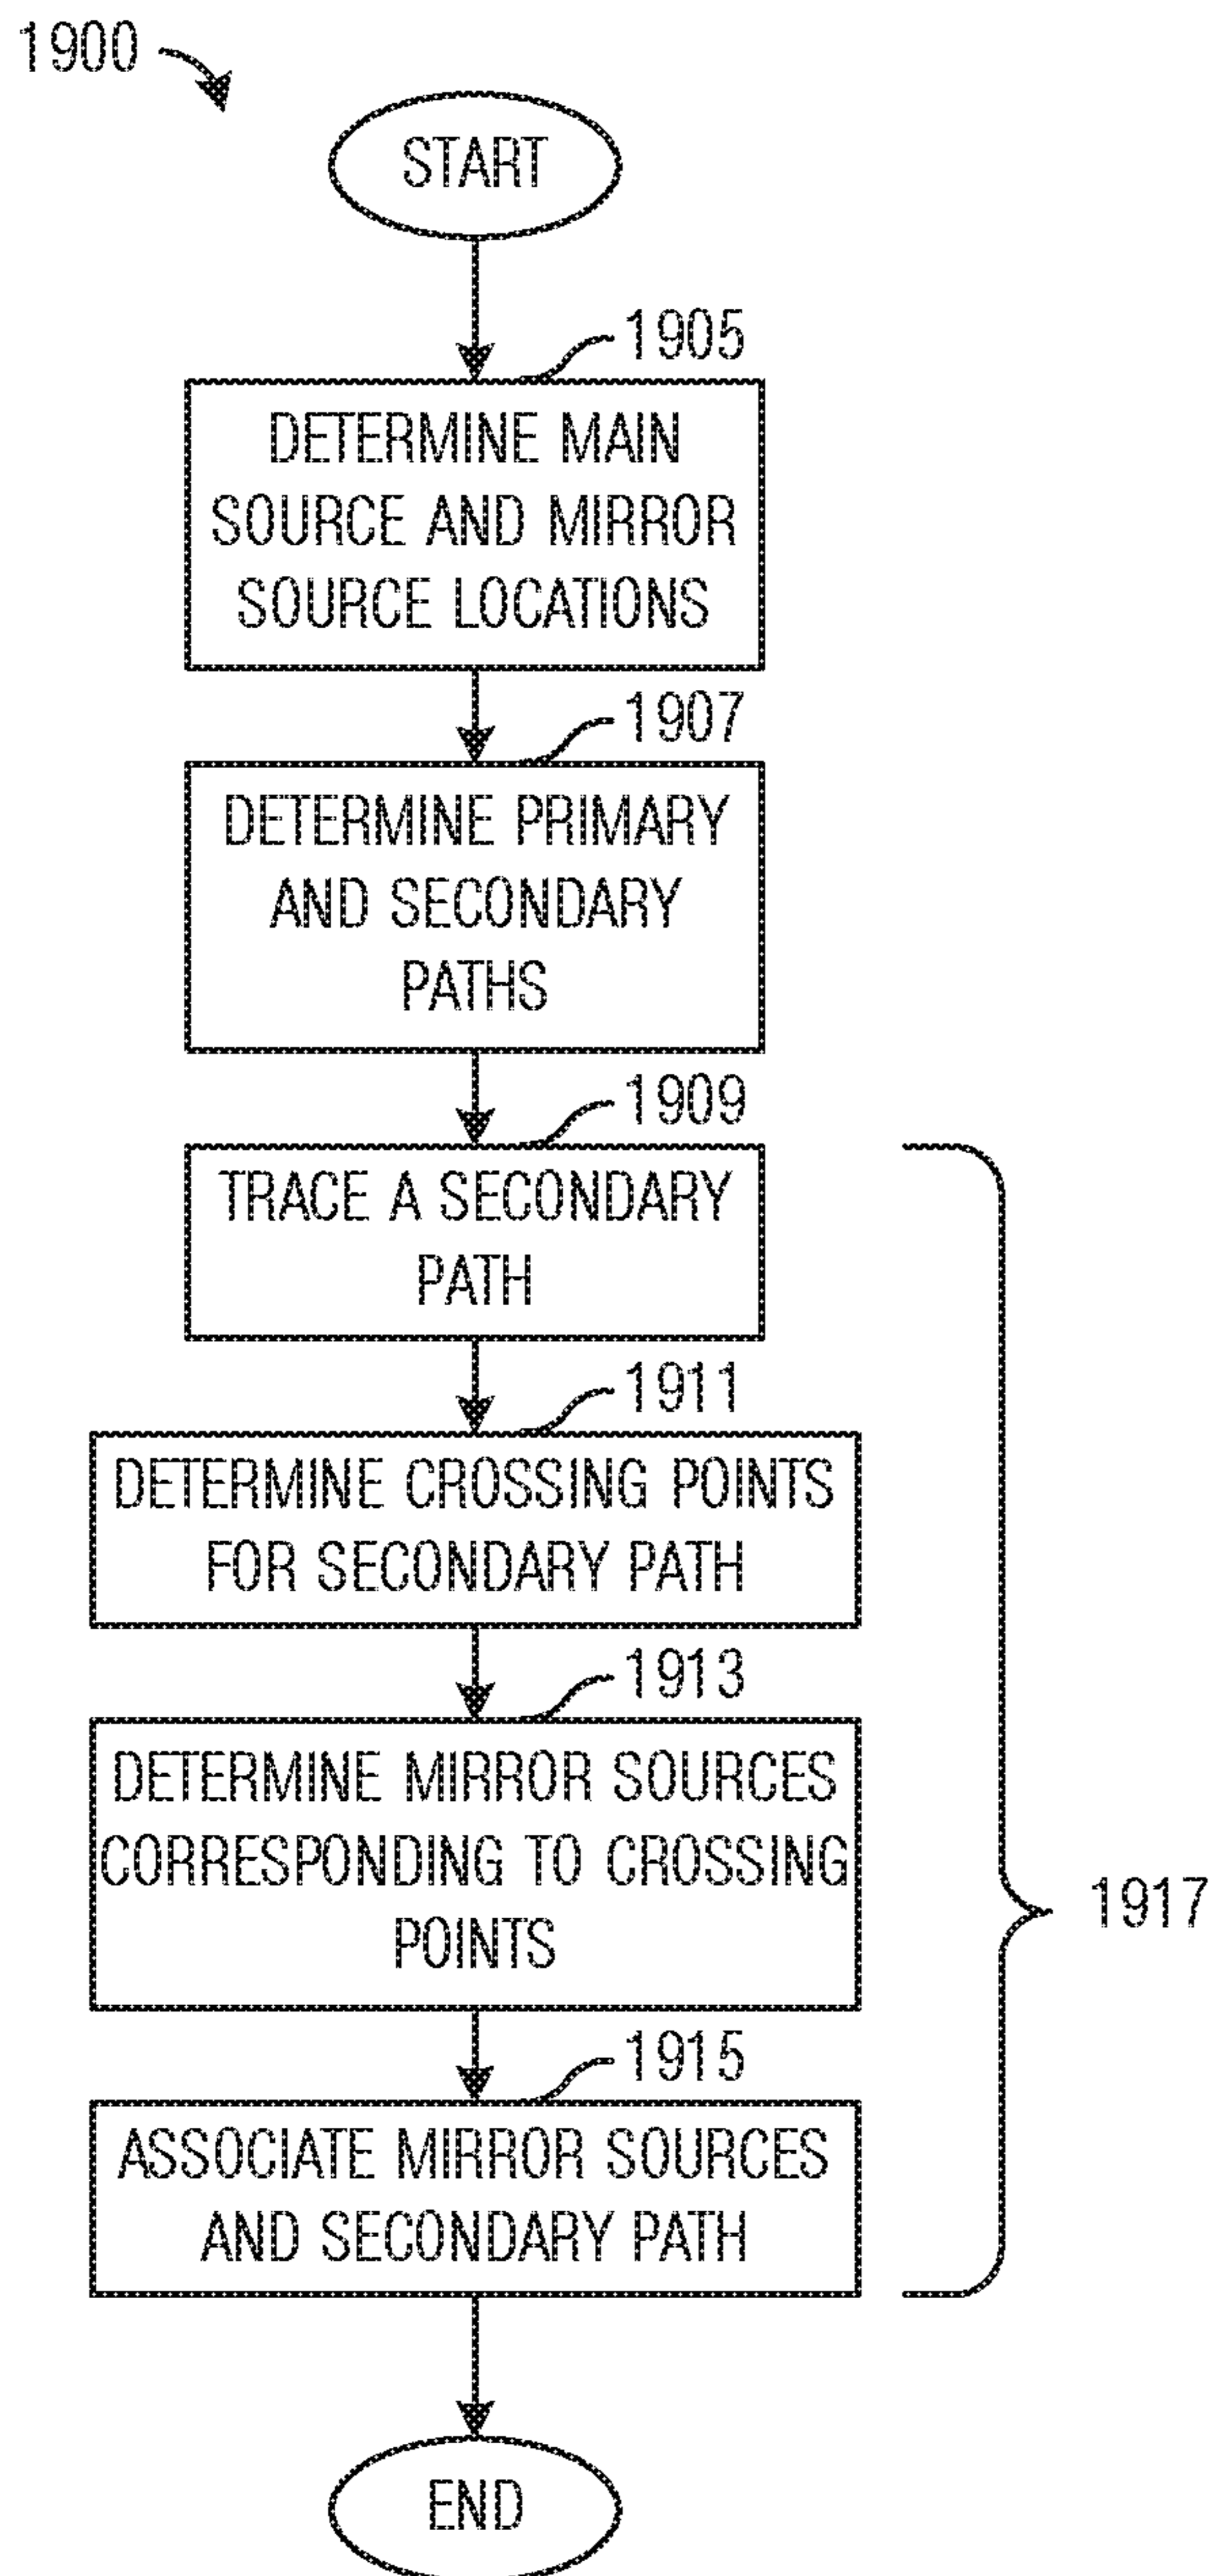 1900
START
1905
DETERMINE MAIN
SOURCE AND MIRROR
SOURCE LOCATIONS
1907
DETERMINE PRIMARY
AND SECONDARY
PATHS
1909
TRACE A SECONDARY
PATH
1911
DETERMINE CROSSING POINTS
FOR SECONDARY PATH
1913
DETERMINE MIRROR SOURCES
CORRESPONDING TO CROSSING
POINTS
1917
1915
ASSOCIATE MIRROR SOURCES
AND SECONDARY PATH
END